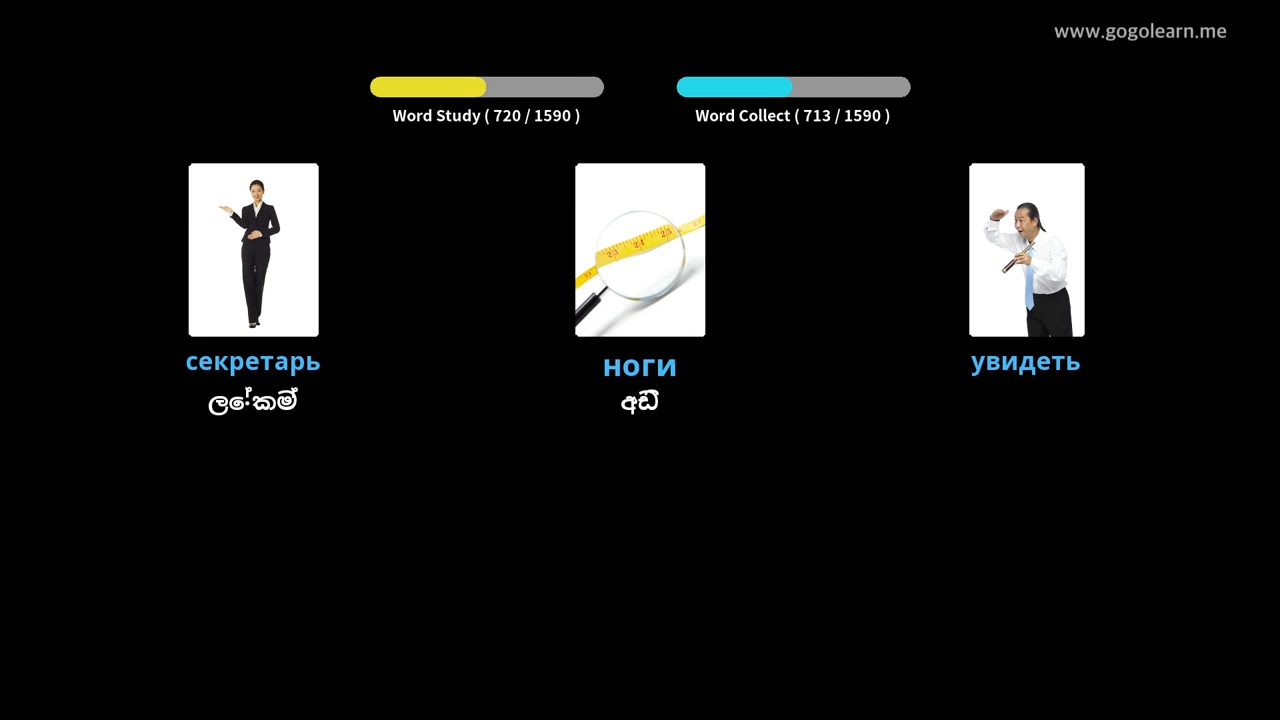 www.gogolearn.me
Word Study ( 720 / 1590 )
Word Collect ( 713 / 1590 )
секретарь
ලේකම්
ноги
අඩි
увидеть